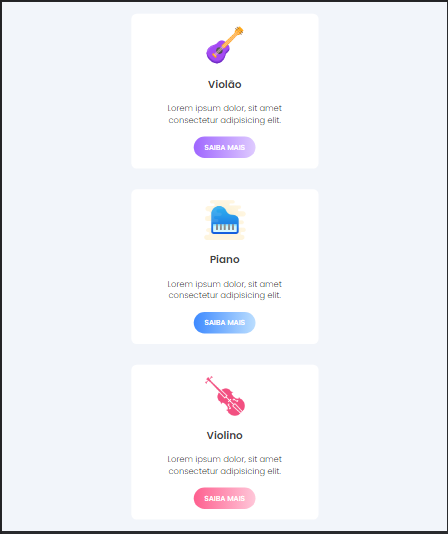 Violão
Lorem ipsum dolor, sit amet
consectetur adipisicing elit.
SAIBA MAIS
Piano
Lorem ipsum dolor, sit amet
consectetur adipisicing elit.
SAIBA MAIS
Violino
Lorem ipsum dolor, sit amet
consectetur adipisicing elit.
SAIBA MAIS